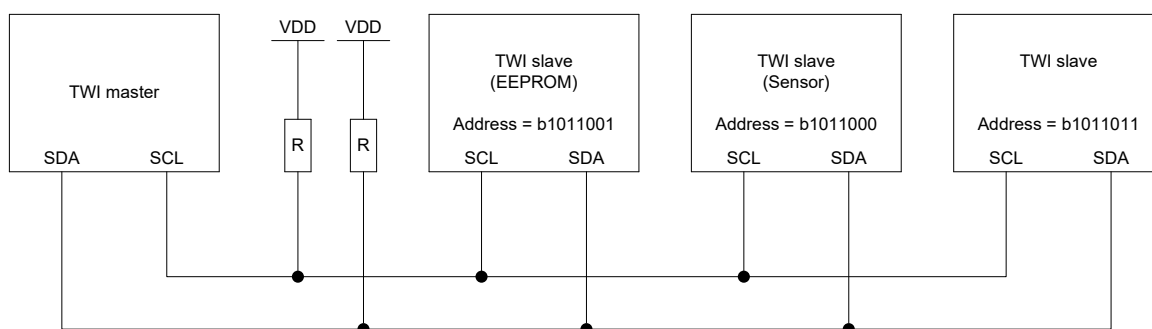 TWI master
SDA SCL
VDD VDD
R R
TWI slave
(EEPROM)
Address = b1011001
SCL SDA
TWI slave
(Sensor)
Address = b1011000
SCL SDA
TWI slave
Address = b1011011
SCL SDA